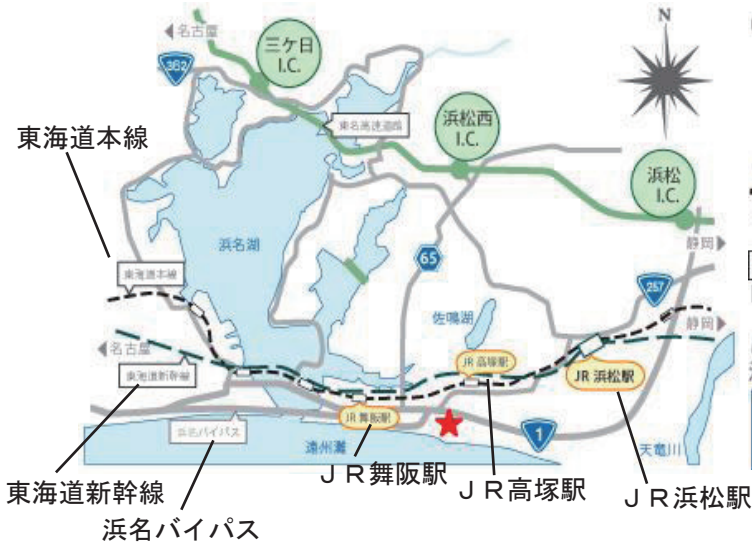 名古屋
N
三ケ日
I.C.
362
東海道本線
東名高速道路
浜松西
I.C.
浜松
I.C.
浜名湖
静岡
東海道本線
65
257
佐鳴湖
静岡
名古屋
JR 高塚駅
東海道新幹線
JR 浜松駅
JR 舞阪駅
浜名バイパス
1
遠州灘
天竜川
東海道新幹線
JR舞阪駅
JR高塚駅
JR浜松駅
浜名バイパス